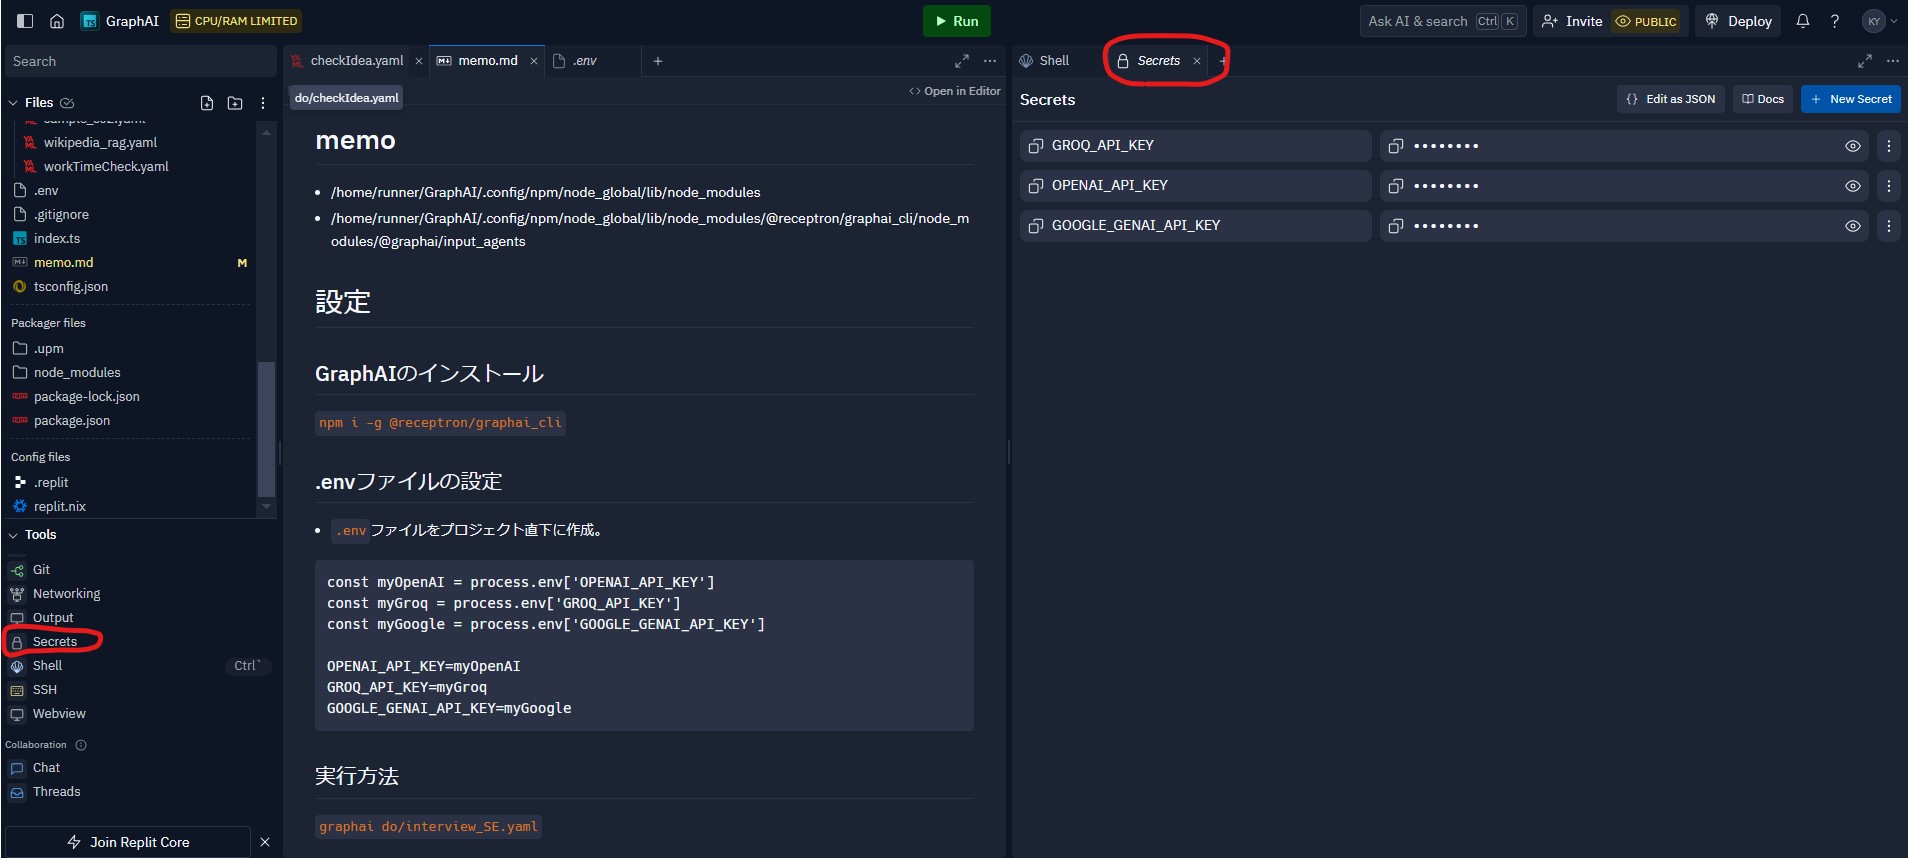 GraphAI
CPU/RAM LIMITED
Run
Ask AI & search Ctrl K
Invite
PUBLIC
Deploy
KY
Search
Files
sample_co2.yaml
wikipedia_rag.yaml
workTimeCheck.yaml
.env
.gitignore
index.ts
memo.md M
tsconfig.json
Packager files
.upm
node_modules
package-lock.json
package.json
Config files
.replit
replit.nix
Tools
Git
Networking
Output
Secrets
Shell Ctrl`
SSH
Webview
Collaboration
Chat
Threads
Join Replit Core
checkIdea.yaml
memo.md
.env
do/checkIdea.yaml
Open in Editor
memo
• /home/runner/GraphAI/.config/npm/node_global/lib/node_modules
• /home/runner/GraphAI/.config/npm/node_global/lib/node_modules/@receptron/graphai_cli/node_m
odules/@graphai/input_agents
設定
GraphAIのインストール
npm i -g @receptron/graphai_cli
.envファイルの設定
• .envファイルをプロジェクト直下に作成。
const myOpenAI = process.env['OPENAI_API_KEY']
const myGroq = process.env['GROQ_API_KEY']
const myGoogle = process.env['GOOGLE_GENAI_API_KEY']
OPENAI_API_KEY=myOpenAI
GROQ_API_KEY=myGroq
GOOGLE_GENAI_API_KEY=myGoogle
実行方法
graphai do/interview_SE.yaml
Shell
Secrets
Secrets
Edit as JSON
Docs
New Secret
GROQ_API_KEY ••••••••
OPENAI_API_KEY ••••••••
GOOGLE_GENAI_API_KEY ••••••••